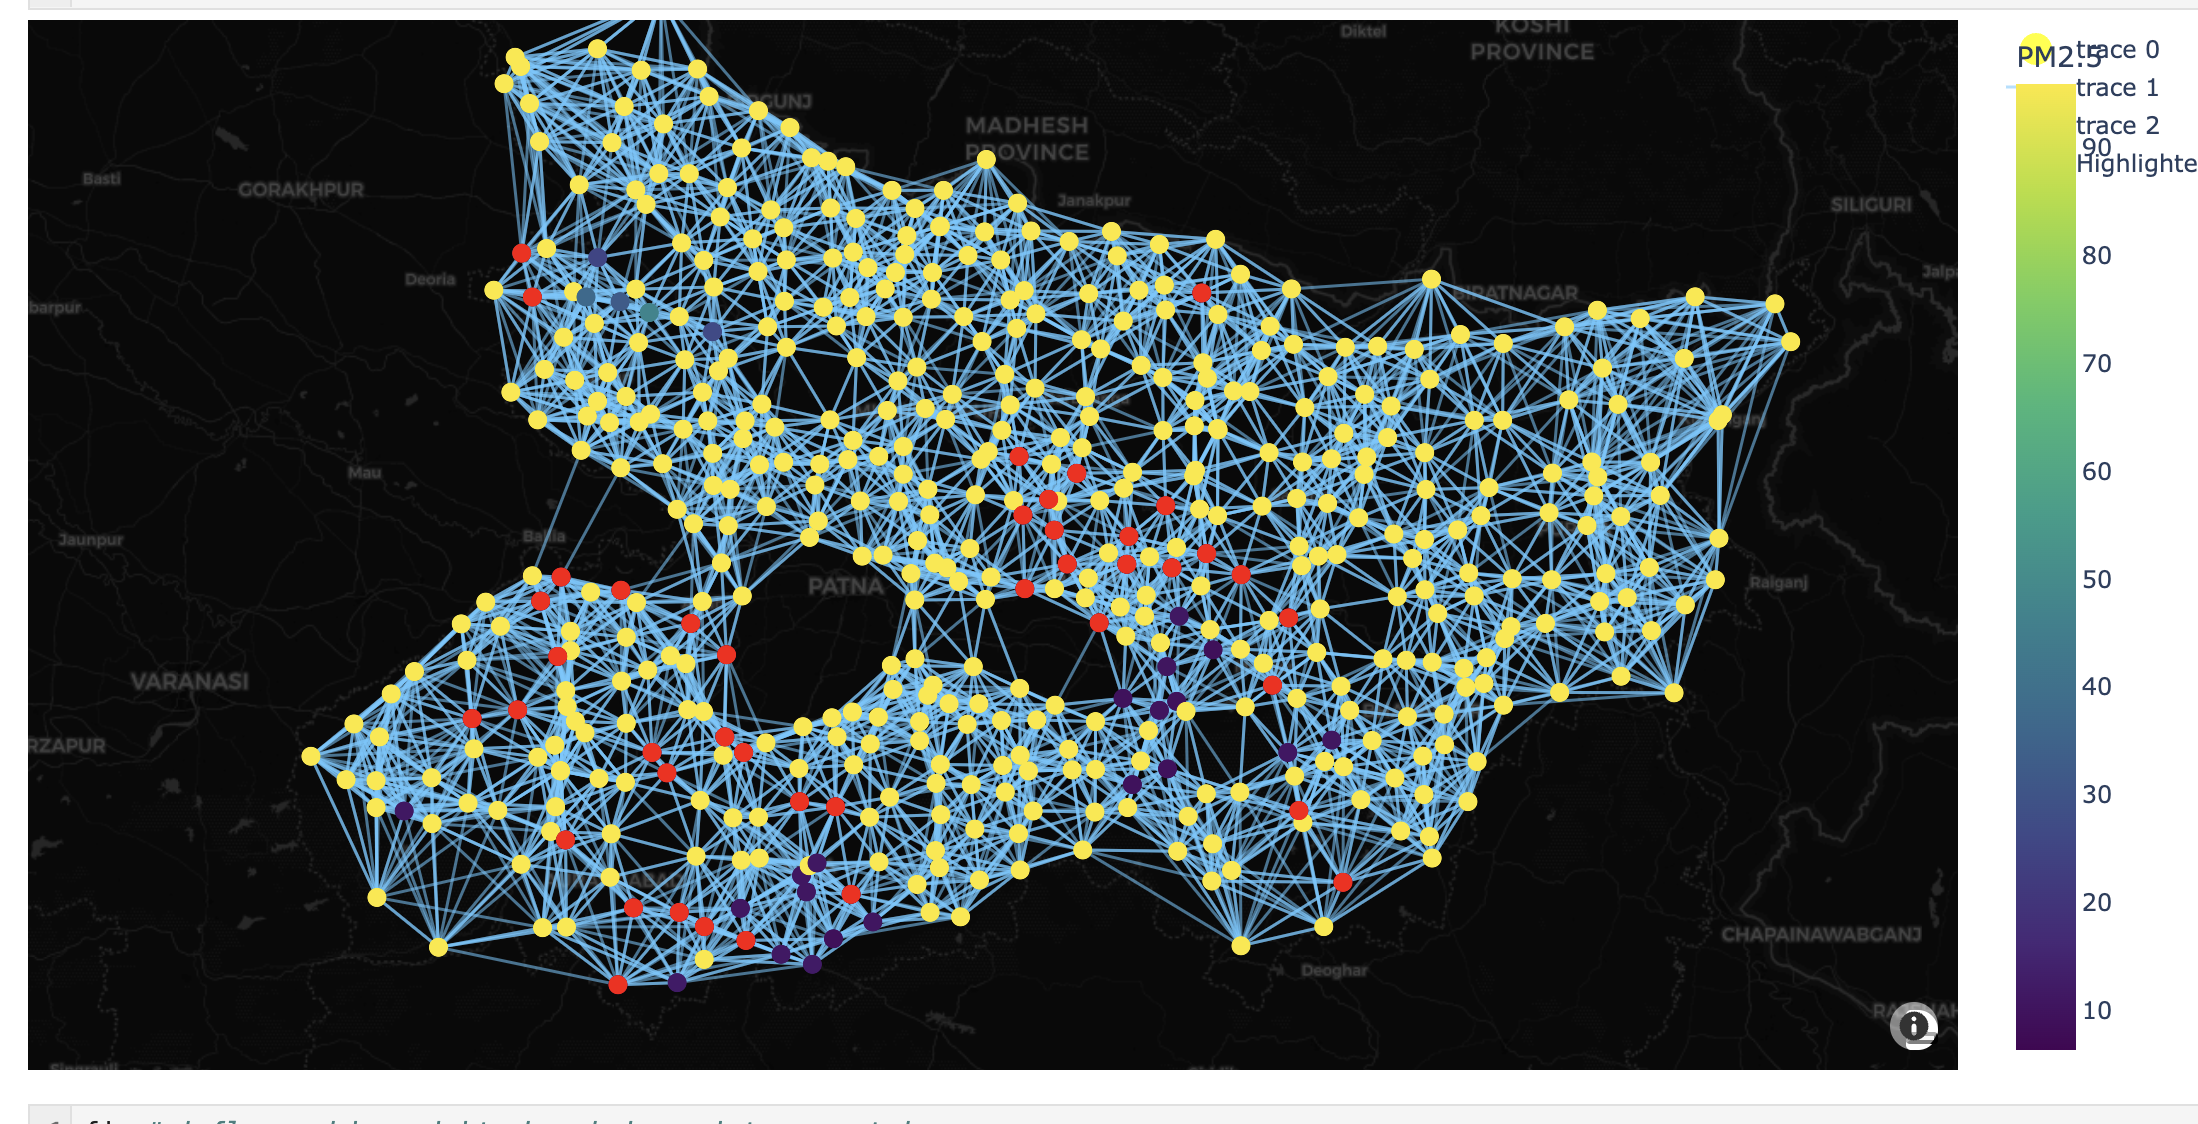 Diktel
KOSHI
PROVINCE
GUNJ
MADHESH
PROVINCE
Basti
GORAKHPUR
Janakpur
SILIGURI
Deoria
Jalp
barpur
BIRATNAGAR
Mau
Jaunpur
Ballia
PATNA
Raiganj
VARANASI
RZAPUR
CHAPAINAWABGANJ
Deoghar
Singrauli
PM2.5
trace 0
trace 1
trace 2
Highlighte
90
80
70
60
50
40
30
20
10